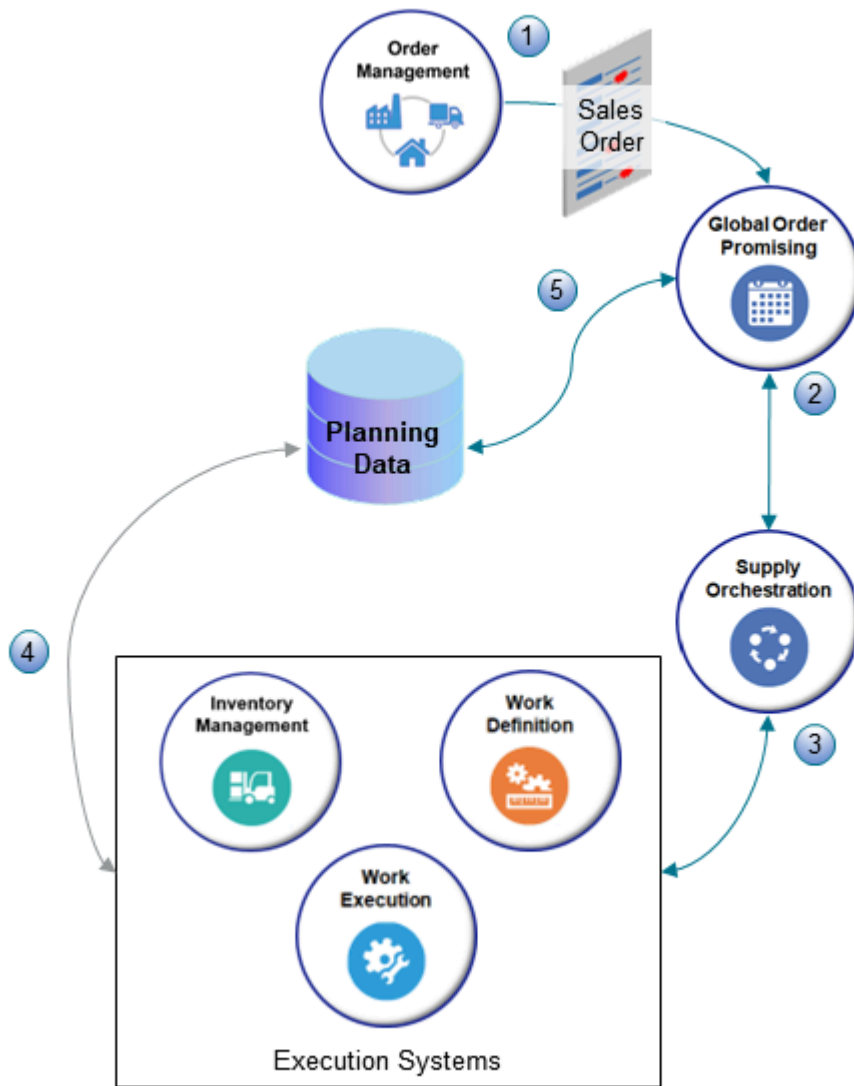 1
Order
Management
Sales
Order
Global Order
Promising
5
2
Planning
Data
Supply
Orchestration
4
3
Inventory
Management
Work
Definition
Work
Execution
Execution Systems